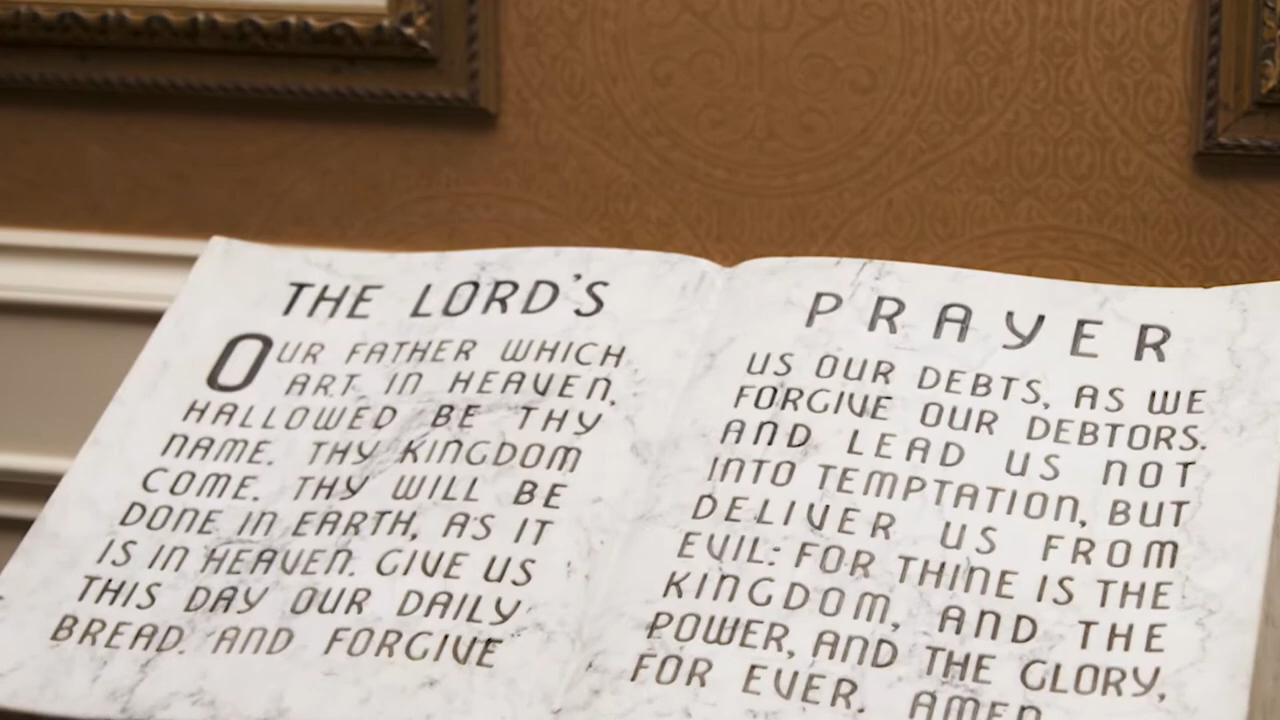 THE LORD'S
OUR FATHER WHICH
ART IN HEAVEN,
HALLOWED BE THY
NAME. THY KINGDOM
COME. THY WILL BE
DONE IN EARTH, AS IT
IS IN HEAVEN. GIVE US
THIS DAY OUR DAILY
BREAD. AND FORGIVE
PRAYER
US OUR DEBTS, AS WE
FORGIVE OUR DEBTORS.
AND LEAD US NOT
INTO TEMPTATION, BUT
DELIVER US FROM
EVIL: FOR THINE IS THE
KINGDOM, AND THE
POWER, AND THE GLORY,
FOR EVER. AMEN